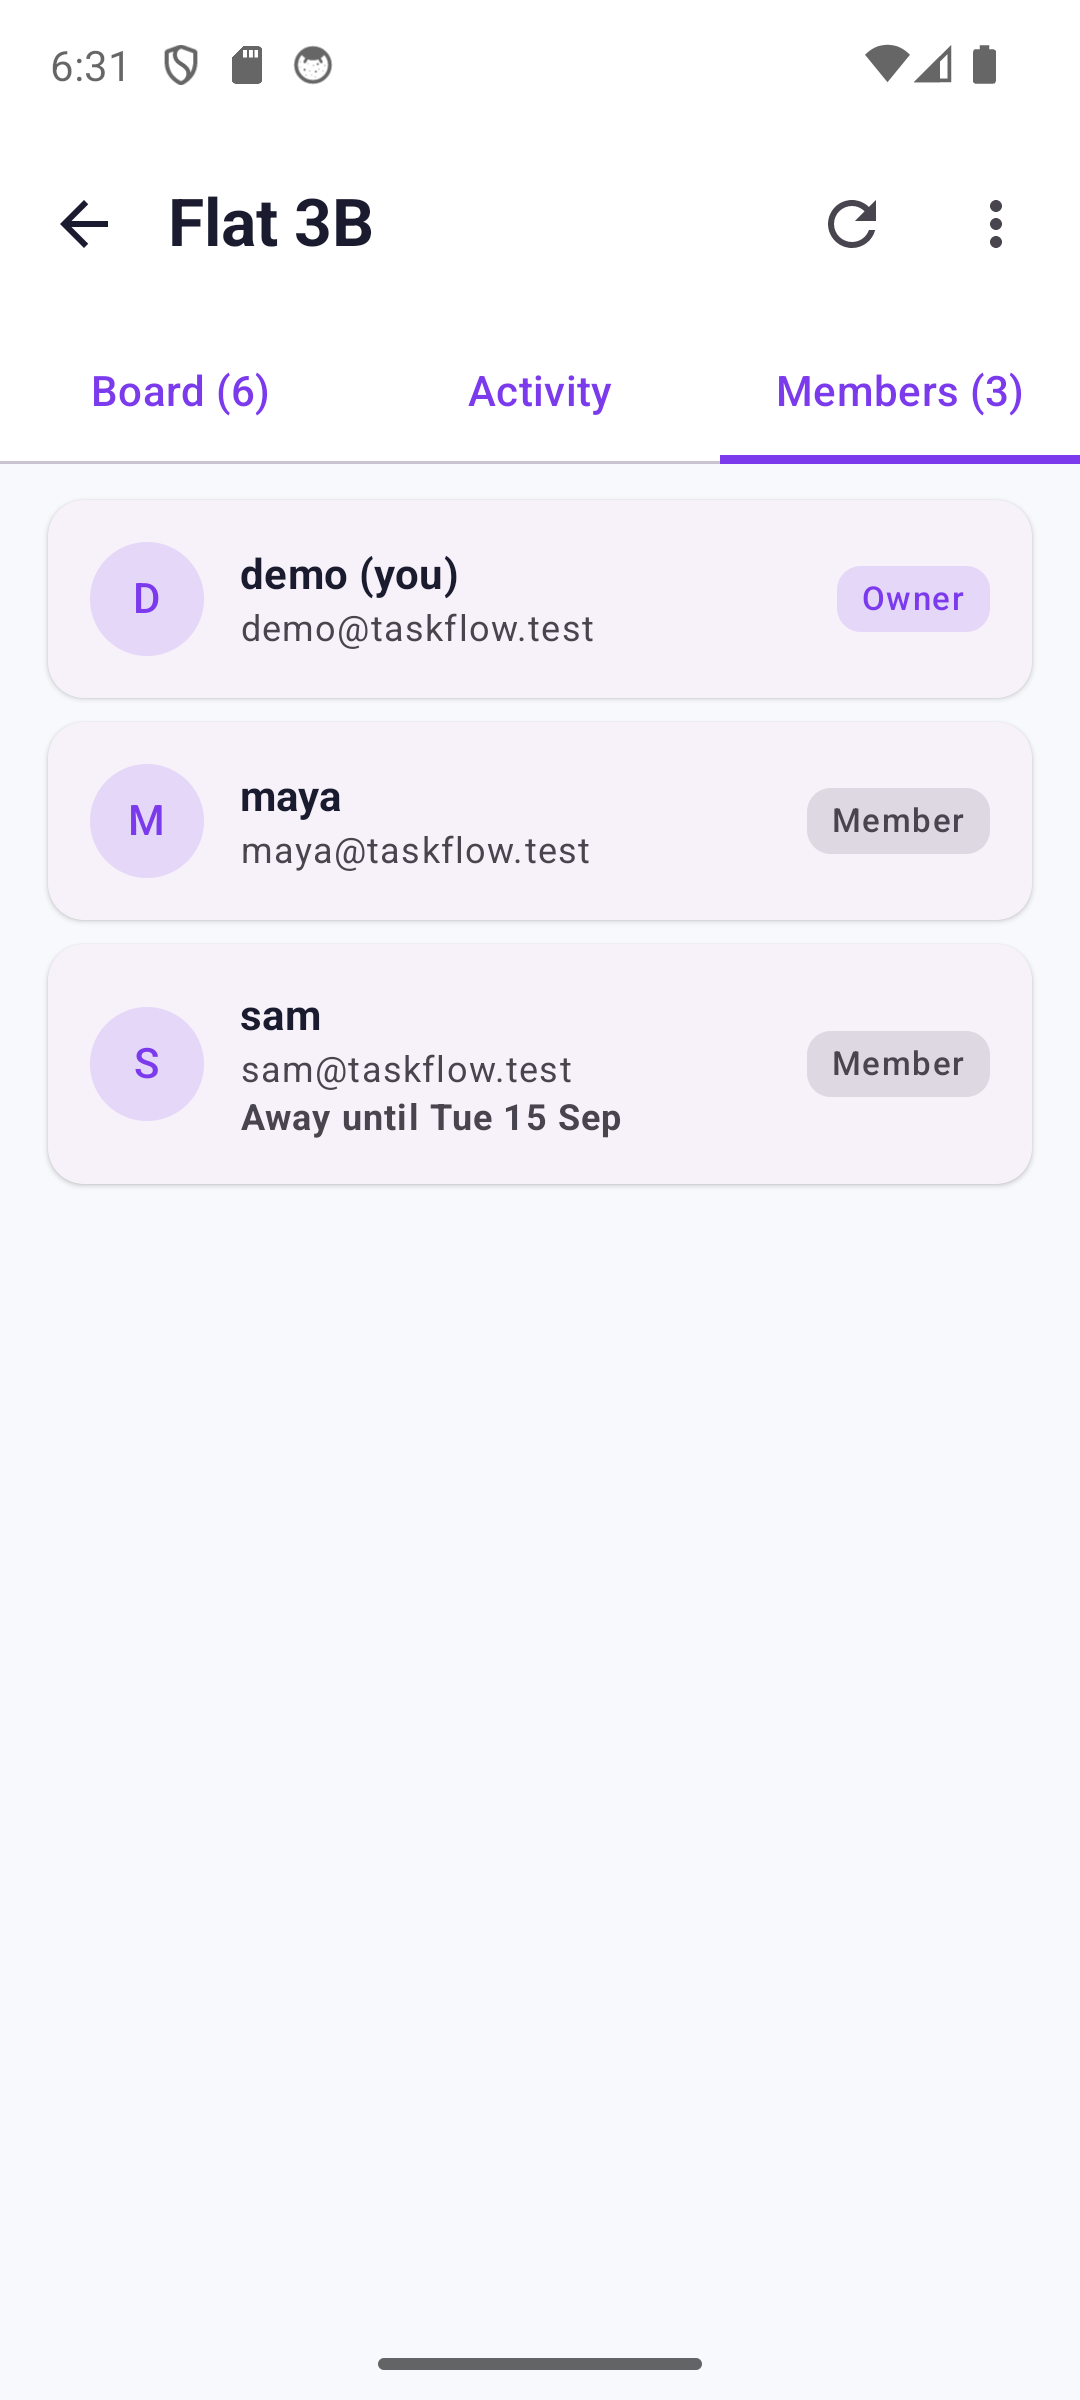 6:31
Flat 3B
Board (6)
Activity
Members (3)
D
demo (you)
demo@taskflow.test
Owner
M
maya
maya@taskflow.test
Member
S
sam
sam@taskflow.test
Away until Tue 15 Sep
Member